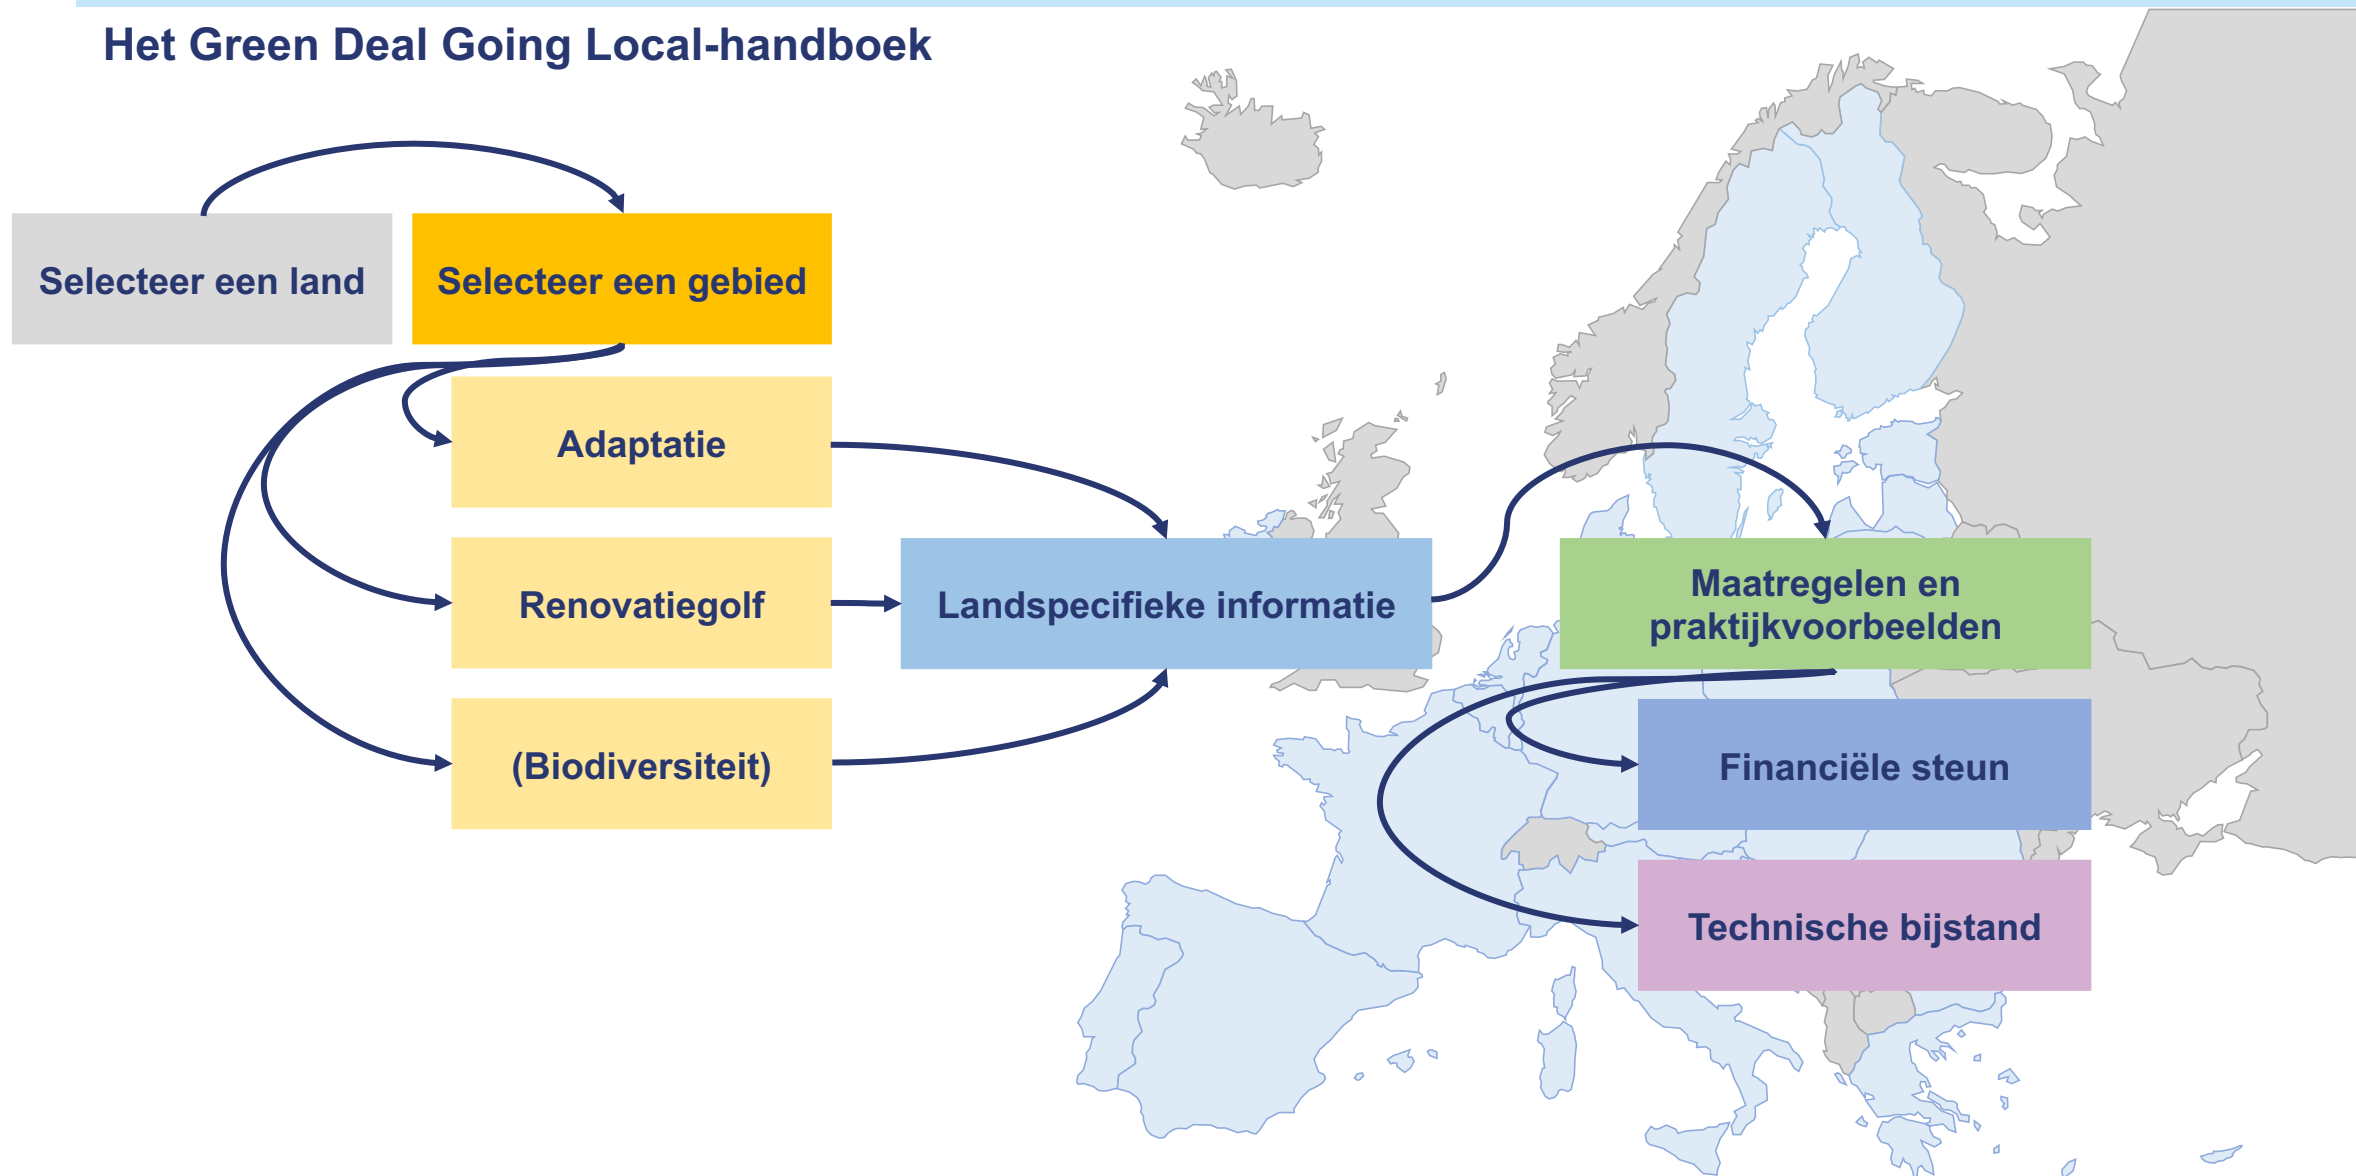 Het Green Deal Going Local-handboek
Selecteer een land
Selecteer een gebied
Adaptatie
Renovatiegolf
(Biodiversiteit)
Landspecifieke informatie
Maatregelen en
praktijkvoorbeelden
Financiële steun
Technische bijstand